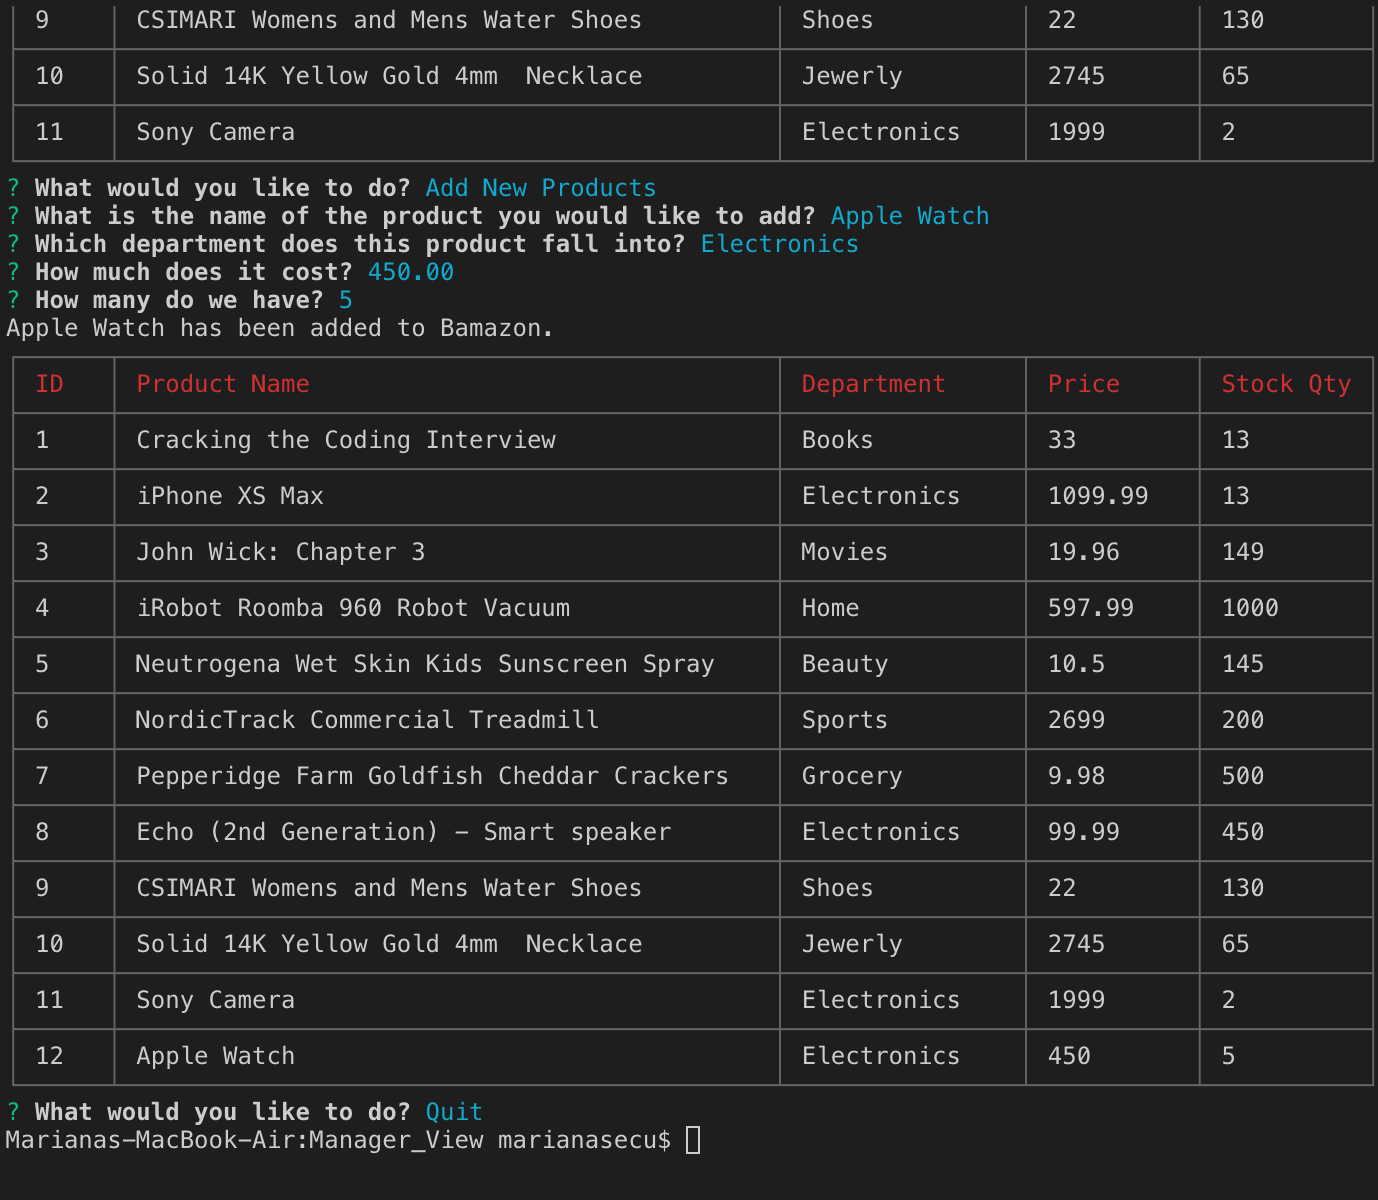 9 CSIMARI Womens and Mens Water Shoes Shoes 22 130
10 Solid 14K Yellow Gold 4mm  Necklace Jewerly 2745 65
11 Sony Camera Electronics 1999 2
? What would you like to do? Add New Products
? What is the name of the product you would like to add? Apple Watch
? Which department does this product fall into? Electronics
? How much does it cost? 450.00
? How many do we have? 5
Apple Watch has been added to Bamazon.
ID Product Name Department Price Stock Qty
1 Cracking the Coding Interview Books 33 13
2 iPhone XS Max Electronics 1099.99 13
3 John Wick: Chapter 3 Movies 19.96 149
4 iRobot Roomba 960 Robot Vacuum Home 597.99 1000
5 Neutrogena Wet Skin Kids Sunscreen Spray Beauty 10.5 145
6 NordicTrack Commercial Treadmill Sports 2699 200
7 Pepperidge Farm Goldfish Cheddar Crackers Grocery 9.98 500
8 Echo (2nd Generation) - Smart speaker Electronics 99.99 450
9 CSIMARI Womens and Mens Water Shoes Shoes 22 130
10 Solid 14K Yellow Gold 4mm  Necklace Jewerly 2745 65
11 Sony Camera Electronics 1999 2
12 Apple Watch Electronics 450 5
? What would you like to do? Quit
Marianas-MacBook-Air:Manager_View marianasecu$